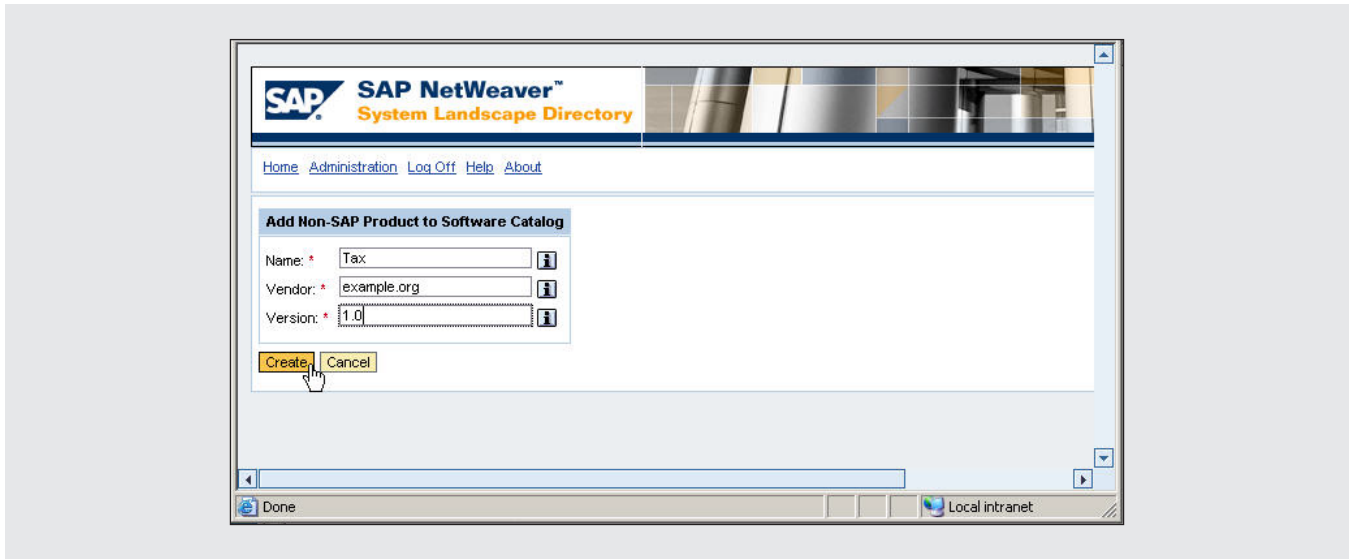 SAP
SAP NetWeaver™
System Landscape Directory
Home Administration Log Off Help About
Add Non-SAP Product to Software Catalog
Name: * Tax
Vendor: * example.org
Version: * 1.0
Create Cancel
Done Local intranet